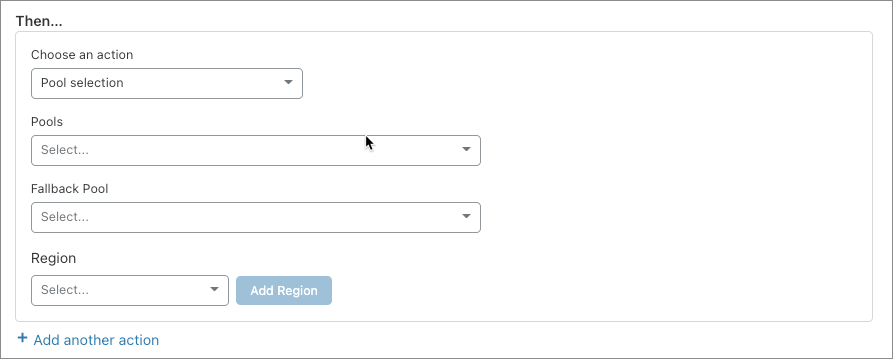 Then...
Choose an action
Pool selection
Pools
Select...
Fallback Pool
Select...
Region
Select... Add Region
+ Add another action